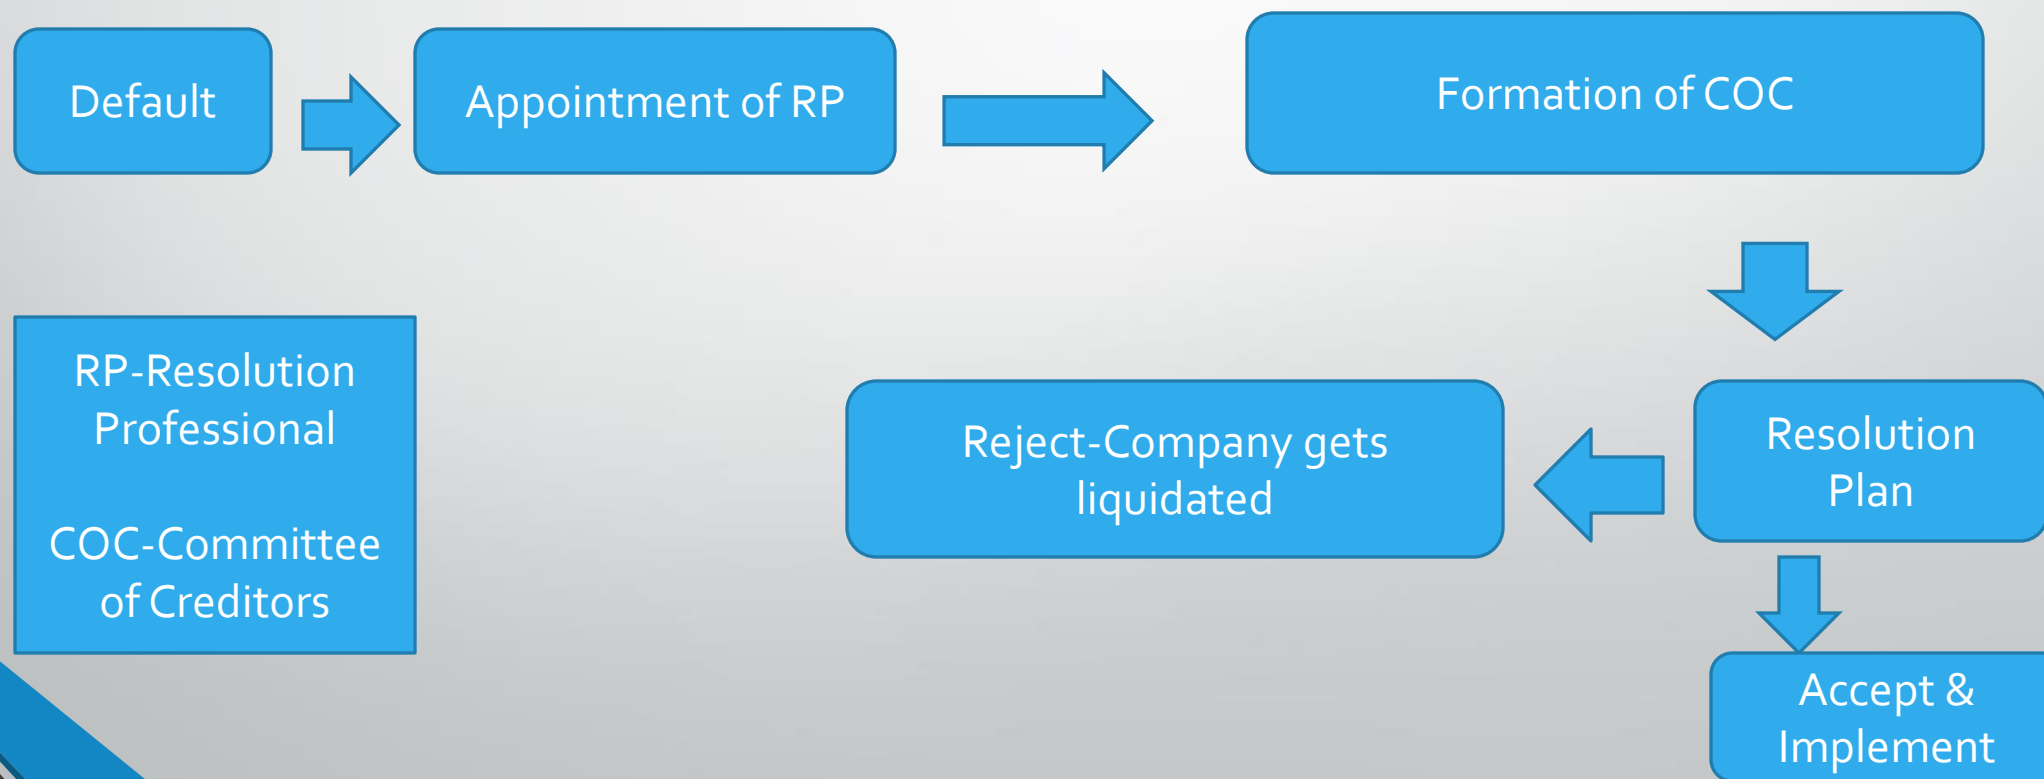 Default
Appointment of RP
Formation of COC
RP-Resolution
Professional
COC-Committee
of Creditors
Reject-Company gets
liquidated
Resolution
Plan
Accept &
Implement